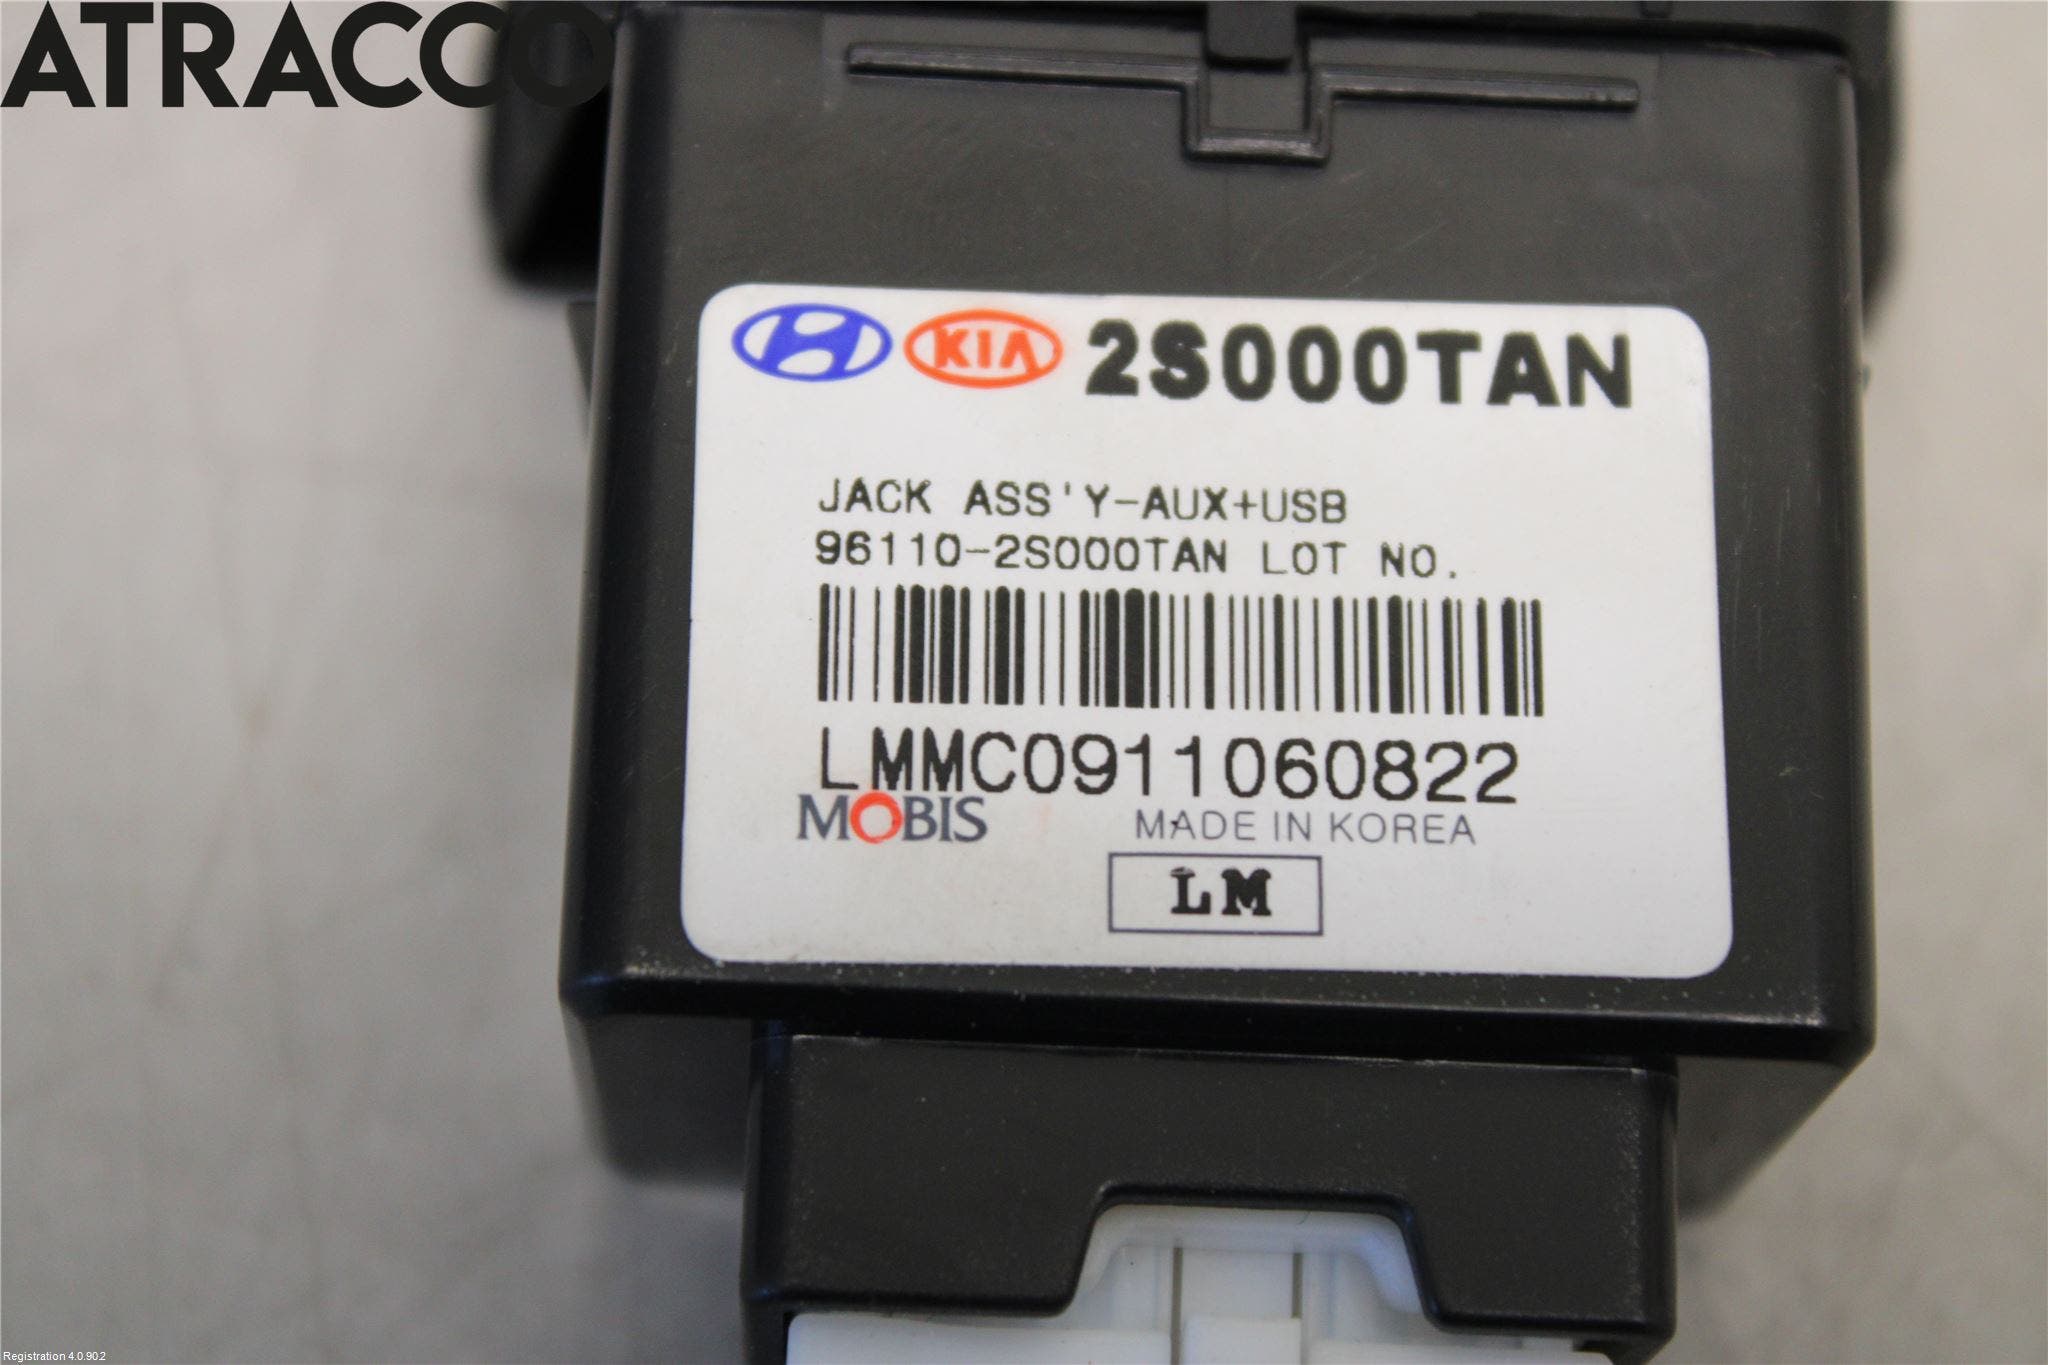 ATRACCO
KIA 2S000TAN
JACK ASS'Y-AUX+USB
96110-2S000TAN LOT NO.
LMMC0911060822
MOBIS MADE IN KOREA
LM
Registration 4.0.902